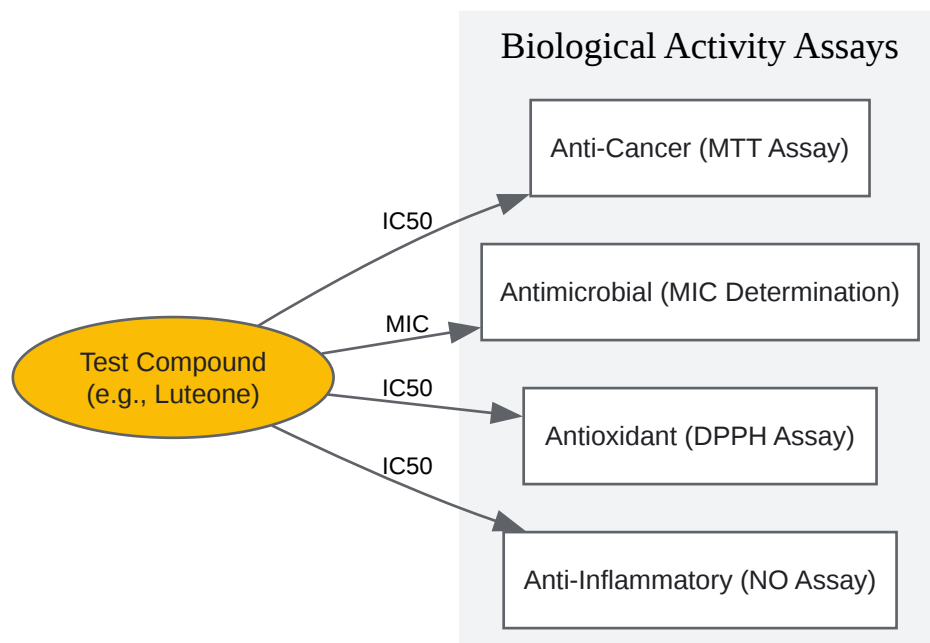 Biological Activity Assays
Anti-Cancer (MTT Assay)
IC50
Antimicrobial (MIC Determination)
MIC
Test Compound
(e.g., Luteone)
IC50
Antioxidant (DPPH Assay)
IC50
Anti-Inflammatory (NO Assay)